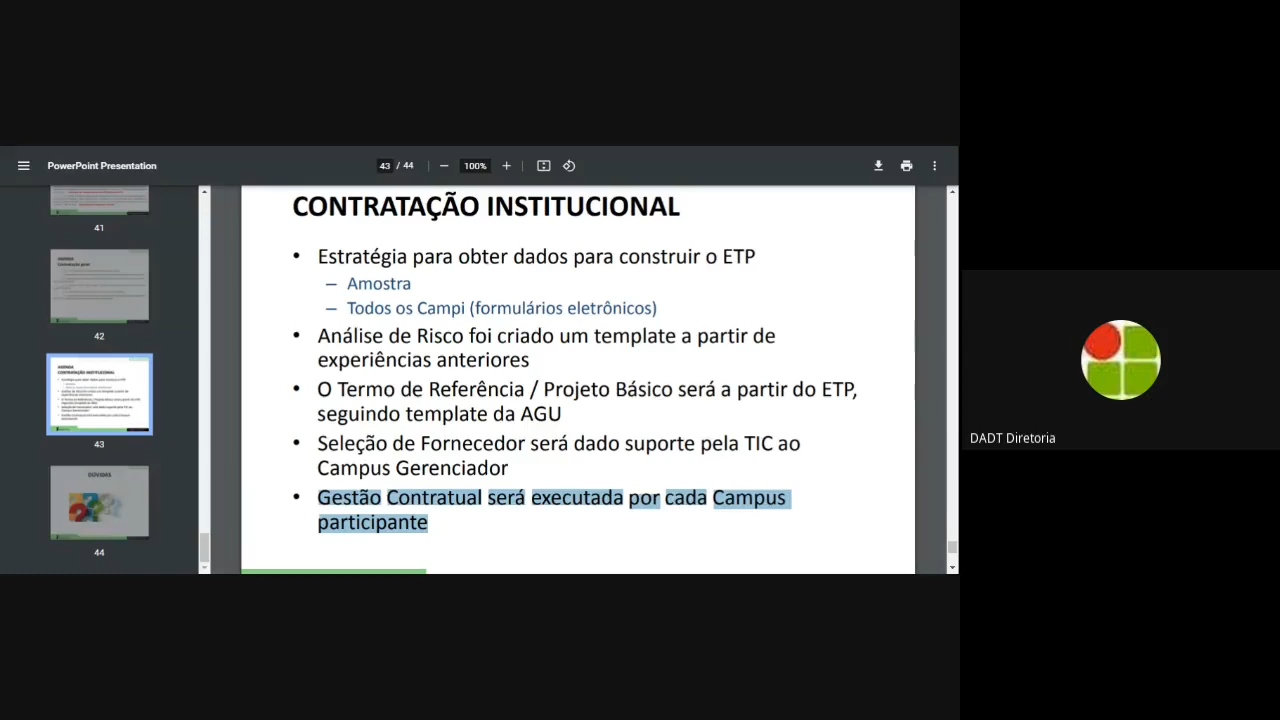 PowerPoint Presentation
43 / 44
100%
41
42
43
DÚVIDAS
44
CONTRATAÇÃO INSTITUCIONAL
• Estratégia para obter dados para construir o ETP
– Amostra
– Todos os Campi (formulários eletrônicos)
• Análise de Risco foi criado um template a partir de
experiências anteriores
• O Termo de Referência/ Projeto Básico será a partir do ETP,
seguindo template da AGU
• Seleção de Fornecedor será dado suporte pela TIC ao
Campus Gerenciador
• Gestão Contratual será executada por cada Campus
participante
DADT Diretoria